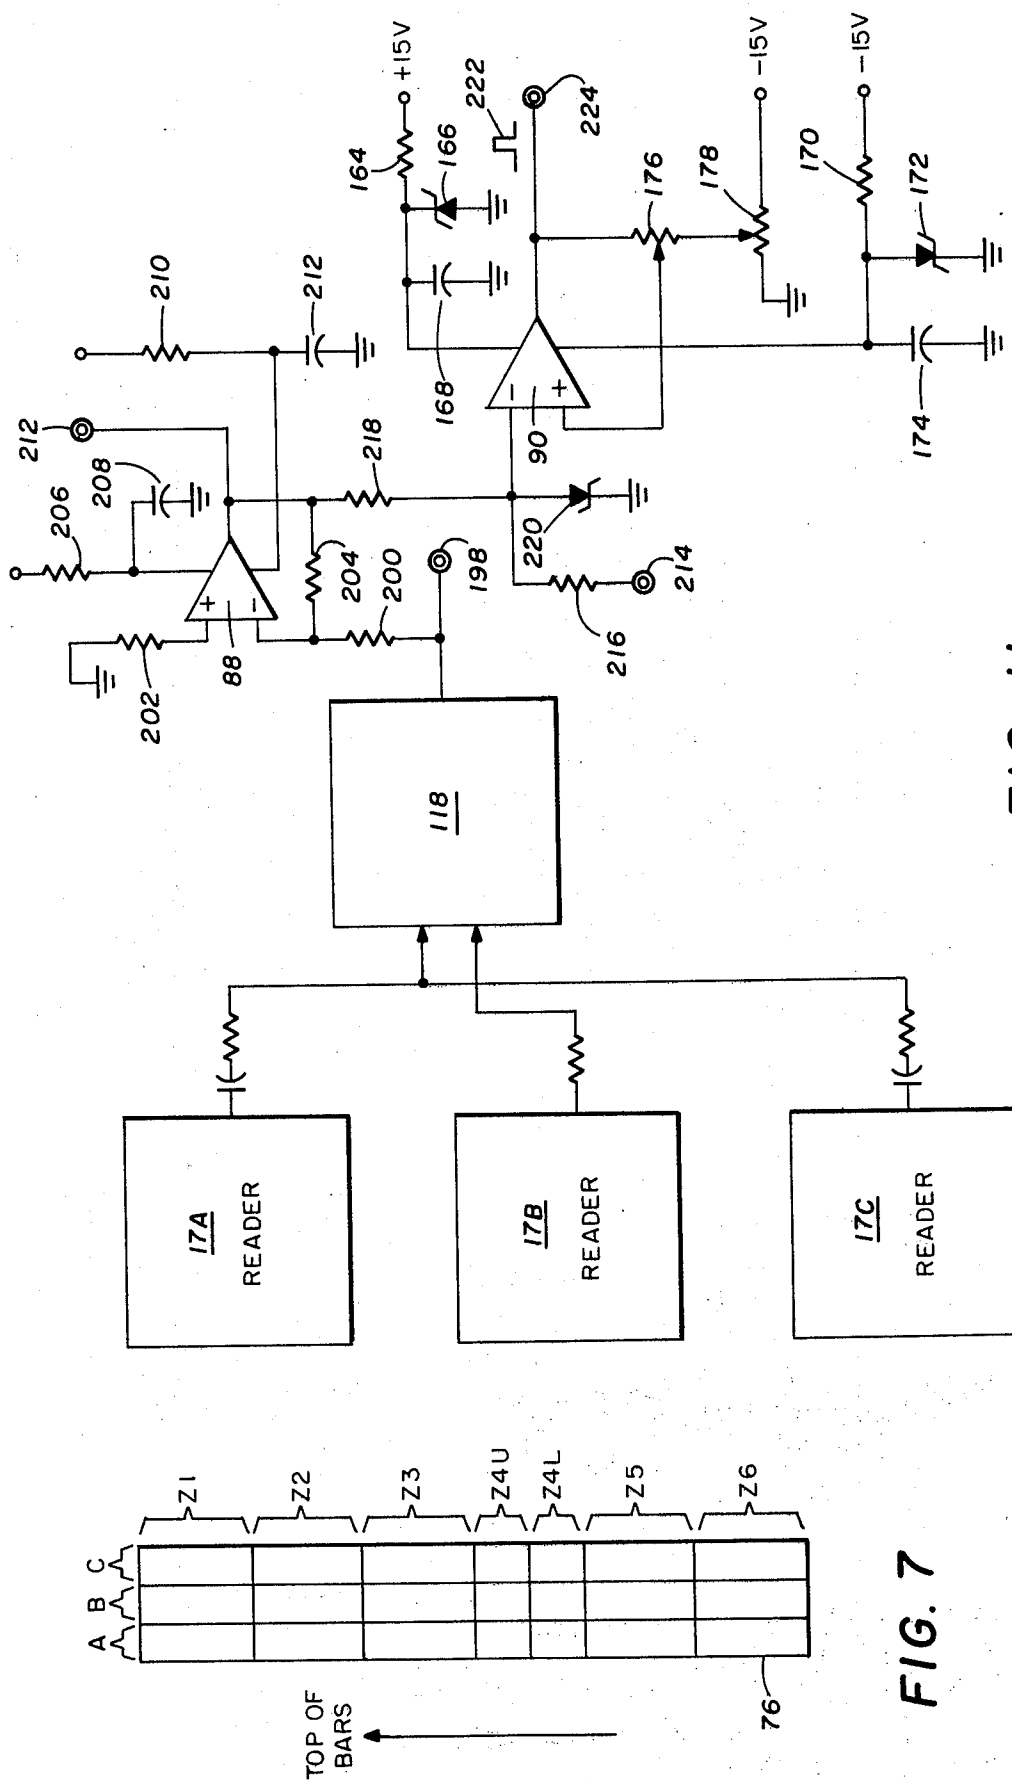 TOP OF
BARS
A
B
C
Z1
Z2
Z3
Z4U
Z4L
Z5
Z6
76
FIG. 7
17A
READER
17B
READER
17C
READER
118
202
88
+
-
206
208
212
210
212
204
200
198
218
216
214
220
90
-
+
168
164
+15V
166
222
224
176
178
-15V
170
-15V
172
174